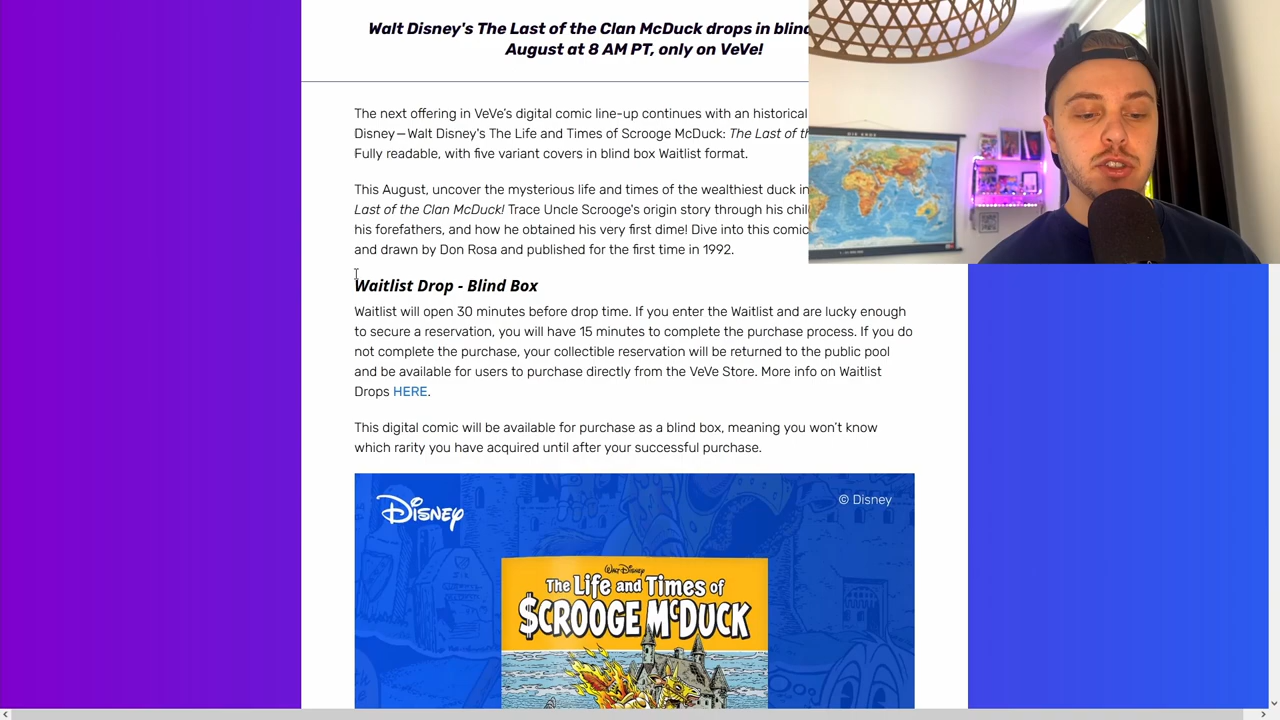 Walt Disney's The Last of the Clan McDuck drops in blind
August at 8 AM PT, only on VeVe!
The next offering in VeVe's digital comic line-up continues with an historical
Disney—Walt Disney's The Life and Times of Scrooge McDuck: The Last of th
Fully readable, with five variant covers in blind box Waitlist format.
This August, uncover the mysterious life and times of the wealthiest duck in
Last of the Clan McDuck! Trace Uncle Scrooge's origin story through his chil
his forefathers, and how he obtained his very first dime! Dive into this comic
and drawn by Don Rosa and published for the first time in 1992.
Waitlist Drop - Blind Box
Waitlist will open 30 minutes before drop time. If you enter the Waitlist and are lucky enough
to secure a reservation, you will have 15 minutes to complete the purchase process. If you do
not complete the purchase, your collectible reservation will be returned to the public pool
and be available for users to purchase directly from the VeVe Store. More info on Waitlist
Drops HERE.
This digital comic will be available for purchase as a blind box, meaning you won't know
which rarity you have acquired until after your successful purchase.
Disney
© Disney
Walt Disney
The Life and Times of
$CROOGE McDUCK